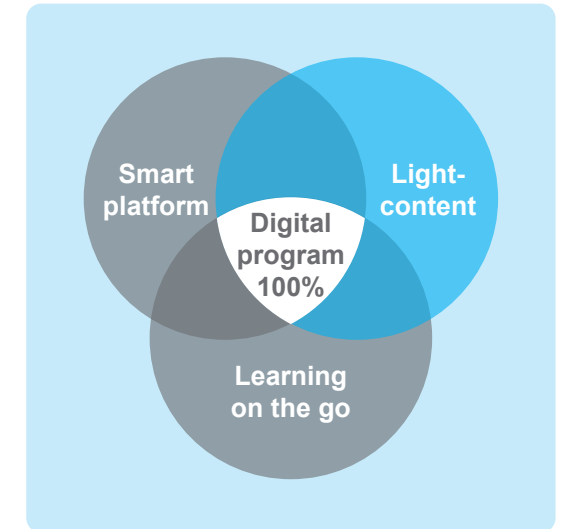 Smart
platform
Light-
content
Digital
program
100%
Learning
on the go